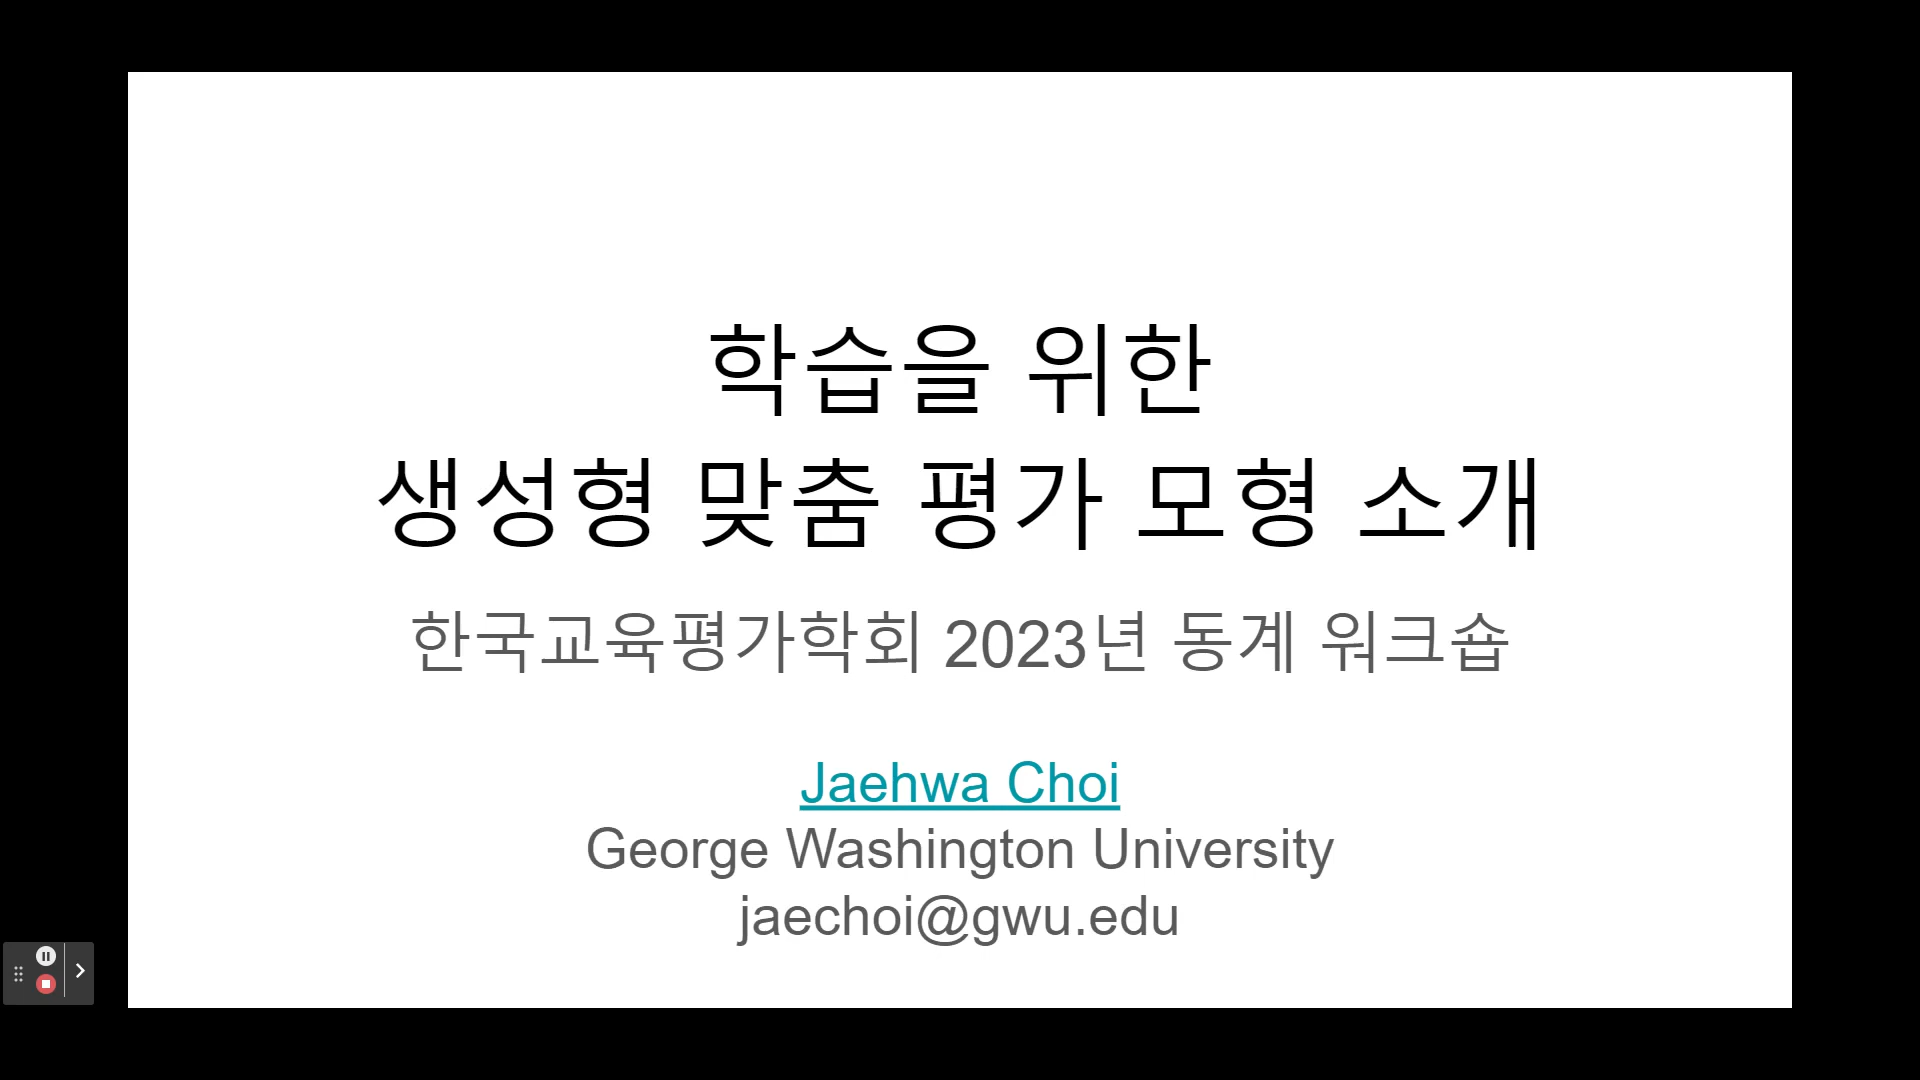 학습을 위한
생성형 맞춤 평가 모형 소개
한국교육평가학회 2023년 동계 워크숍
Jaehwa Choi
George Washington University
jaechoi@gwu.edu